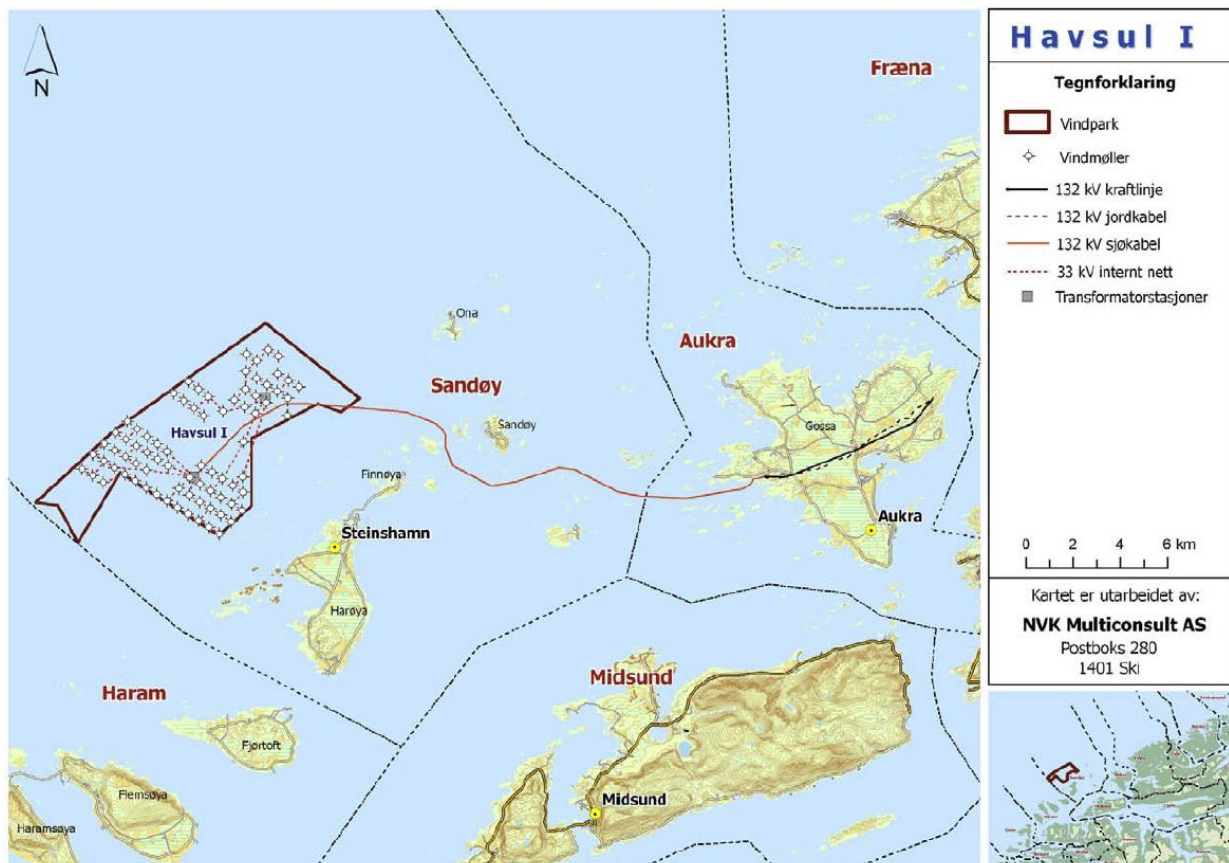 N
Fræna
Aukra
Ona
Sandøy
Sandøy
Gossa
Havsul I
Finnøya
Steinshamn
Aukra
Harøya
Haram
Midsund
Fjørtoft
Flemsøya
Midsund
Haramsøya
Havsul I
Tegnforklaring
Vindpark
Vindmøller
132 kV kraftlinje
132 kV jordkabel
132 kV sjøkabel
33 kV internt nett
Transformatorstasjoner
0 2 4 6 km
Kartet er utarbeidet av:
NVK Multiconsult AS
Postboks 280
1401 Ski